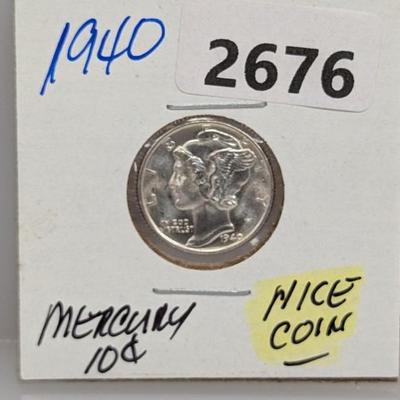 1940
2676
IN GOD
WE TRUST
1940
MERCURY
10¢
NICE
COIN